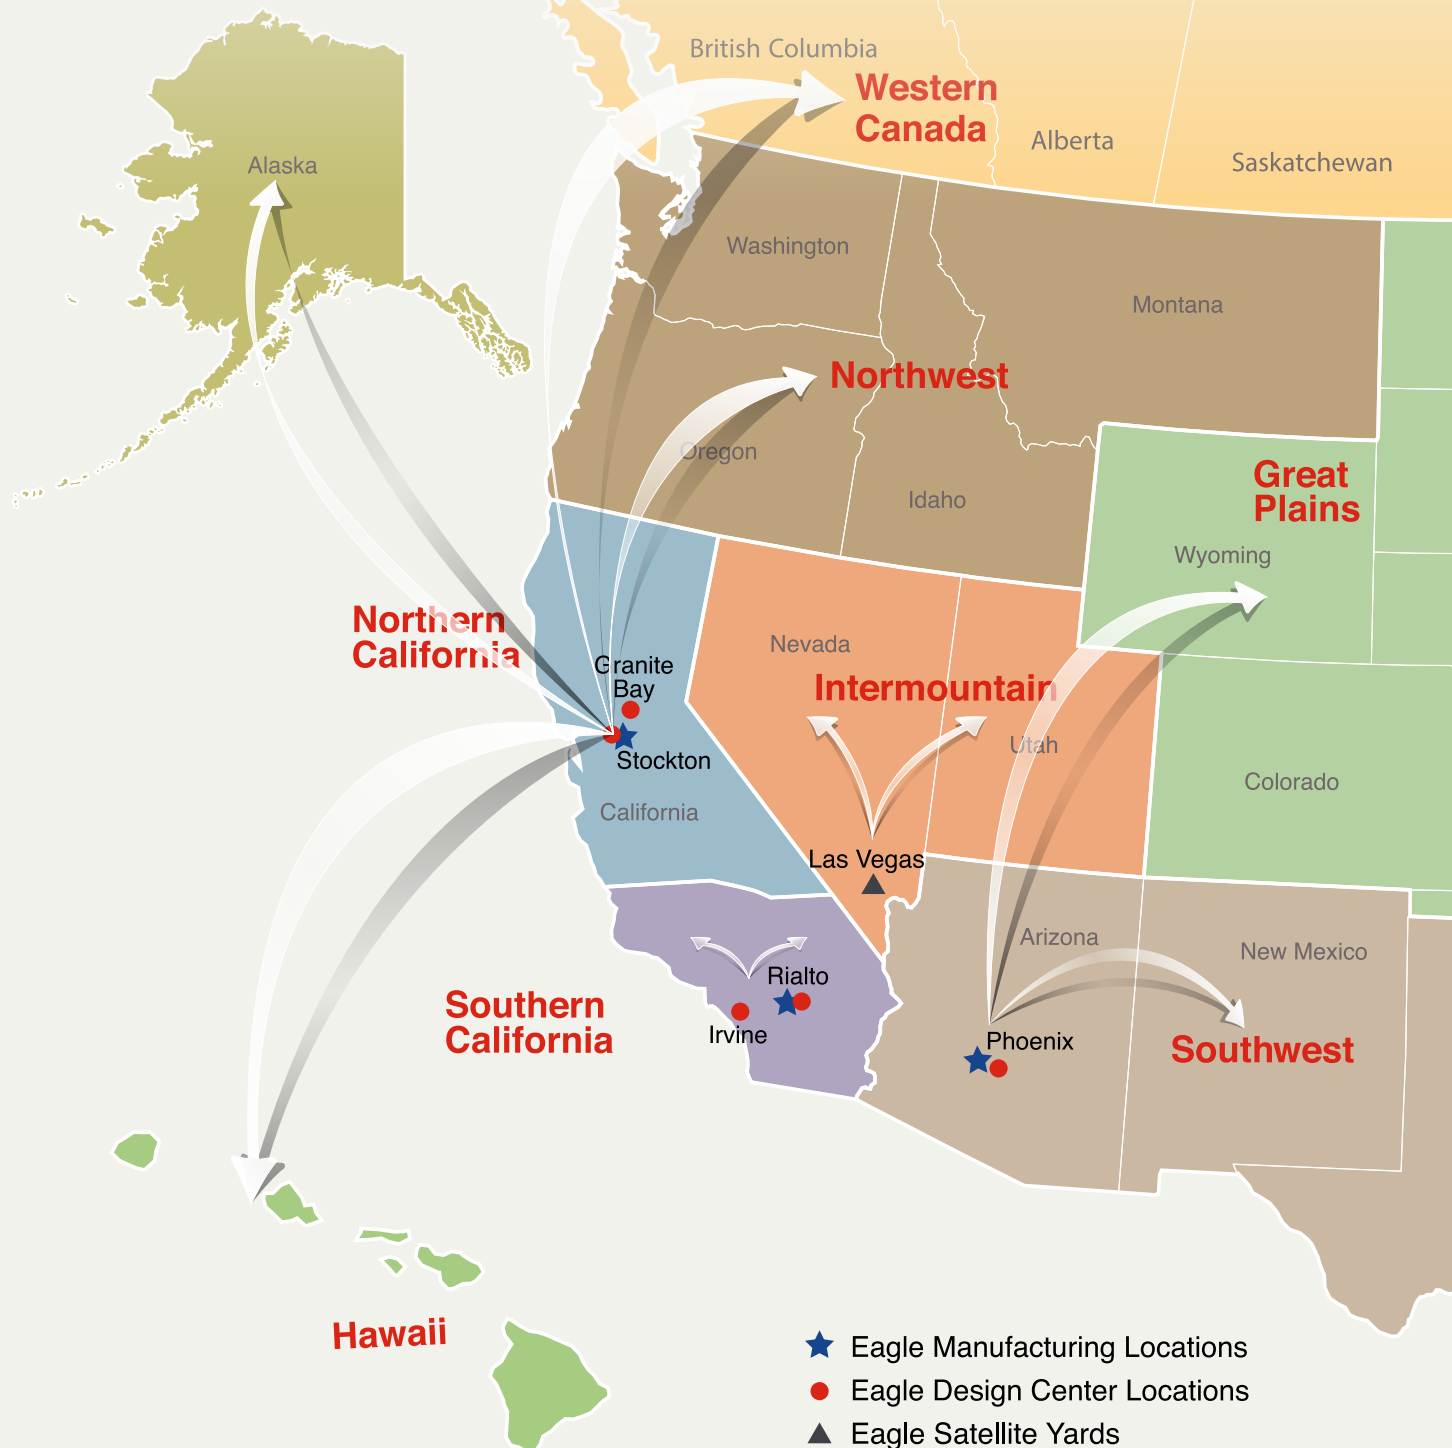 British Columbia
Western
Canada
Alberta
Saskatchewan
Alaska
Washington
Montana
Northwest
Oregon
Idaho
Great
Plains
Wyoming
Northern
California
Nevada
Granite
Bay
Intermountain
Utah
Stockton
Colorado
California
Las Vegas
Arizona
New Mexico
Rialto
Southern
California
Irvine
Phoenix
Southwest
Hawaii
Eagle Manufacturing Locations
Eagle Design Center Locations
Eagle Satellite Yards